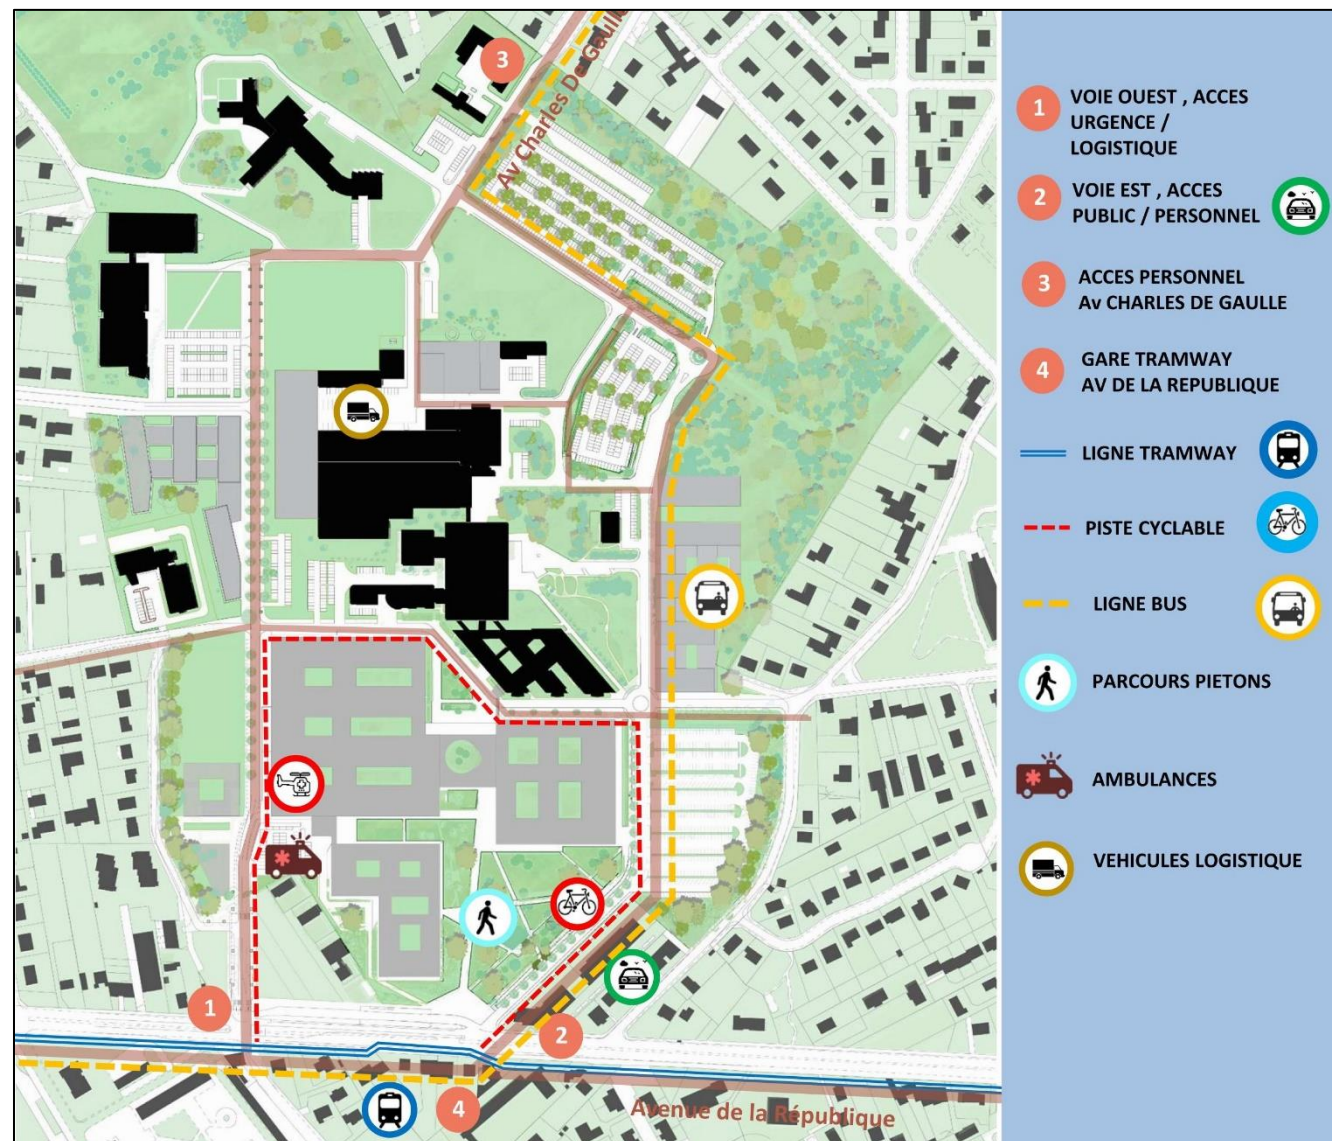 Av Charles De Gaulle
3
1
2
4
Avenue de la République
1
VOIE OUEST , ACCES
URGENCE /
LOGISTIQUE
2
VOIE EST , ACCES
PUBLIC / PERSONNEL
3
ACCES PERSONNEL
Av CHARLES DE GAULLE
4
GARE TRAMWAY
AV DE LA REPUBLIQUE
LIGNE TRAMWAY
PISTE CYCLABLE
LIGNE BUS
PARCOURS PIETONS
AMBULANCES
VEHICULES LOGISTIQUE